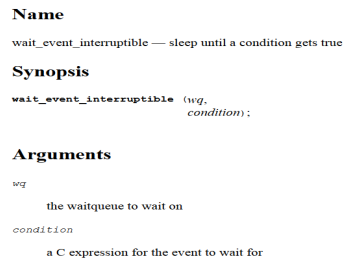 Name
wait_event_interruptible — sleep until a condition gets true
Synopsis
wait_event_interruptible (wq,
condition);
Arguments
wq
the waitqueue to wait on
condition
a C expression for the event to wait for